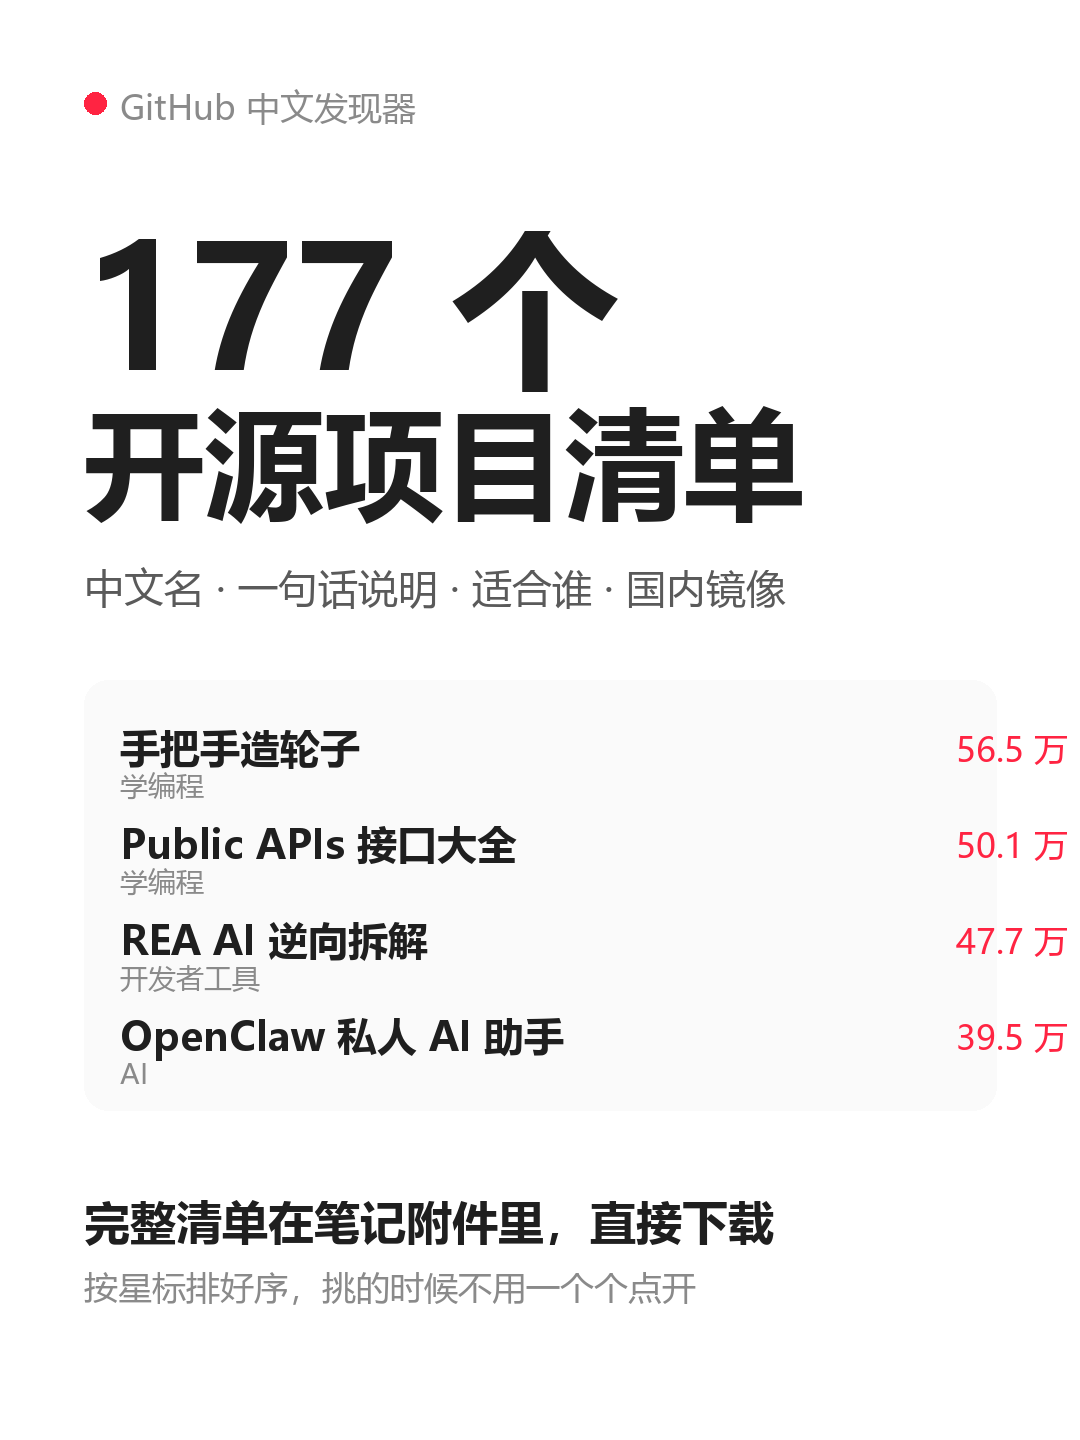 GitHub 中文发现器
177 个
开源项目清单
中文名 · 一句话说明 · 适合谁 · 国内镜像
手把手造轮子 56.5 万
学编程
Public APIs 接口大全 50.1 万
学编程
REA AI 逆向拆解 47.7 万
开发者工具
OpenClaw 私人 AI 助手 39.5 万
AI
完整清单在笔记附件里，直接下载
按星标排好序，挑的时候不用一个个点开